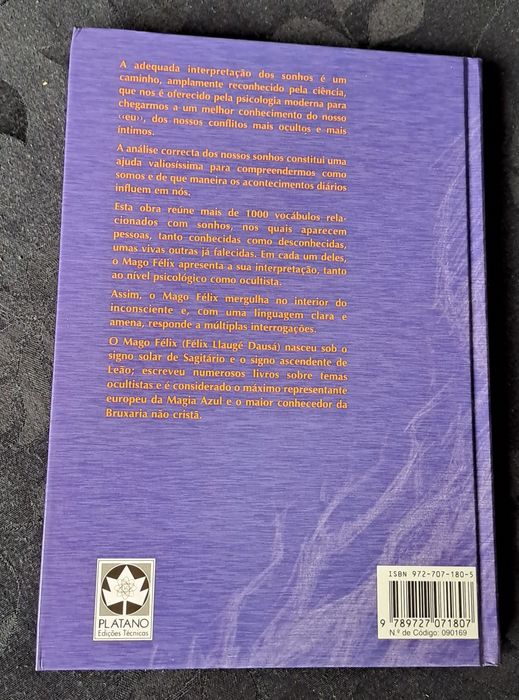 A adequada interpretação dos sonhos é um
caminho, amplamente reconhecido pela ciência,
que nos é oferecido pela psicologia moderna para
chegarmos a um melhor conhecimento do nosso
‹‹eu››, dos nossos conflitos mais ocultos e mais
íntimos.
A análise correcta dos nossos sonhos constitui uma
ajuda valiosíssima para compreendermos como
somos e de que maneira os acontecimentos diários
influem em nós.
Esta obra reúne mais de 1000 vocábulos rela-
cionados com sonhos, nos quais aparecem
pessoas, tanto conhecidas como desconhecidas,
umas vivas outras já falecidas. Em cada um deles,
o Mago Félix apresenta a sua interpretação, tanto
ao nível psicológico como ocultista.
Assim, o Mago Félix mergulha no interior do
inconsciente e, com uma linguagem clara e
amena, responde a múltiplas interrogações.
O Mago Félix (Félix Llaugé Dausá) nasceu sob o
signo solar de Sagitário e o signo ascendente de
Leão; escreveu numerosos livros sobre temas
ocultistas e é considerado o máximo representante
europeu da Magia Azul e o maior conhecedor da
Bruxaria não cristã.
PLATANO
Edições Técnicas
ISBN 972-707-180-5
9 789727 071807
N.º de Código: 090169